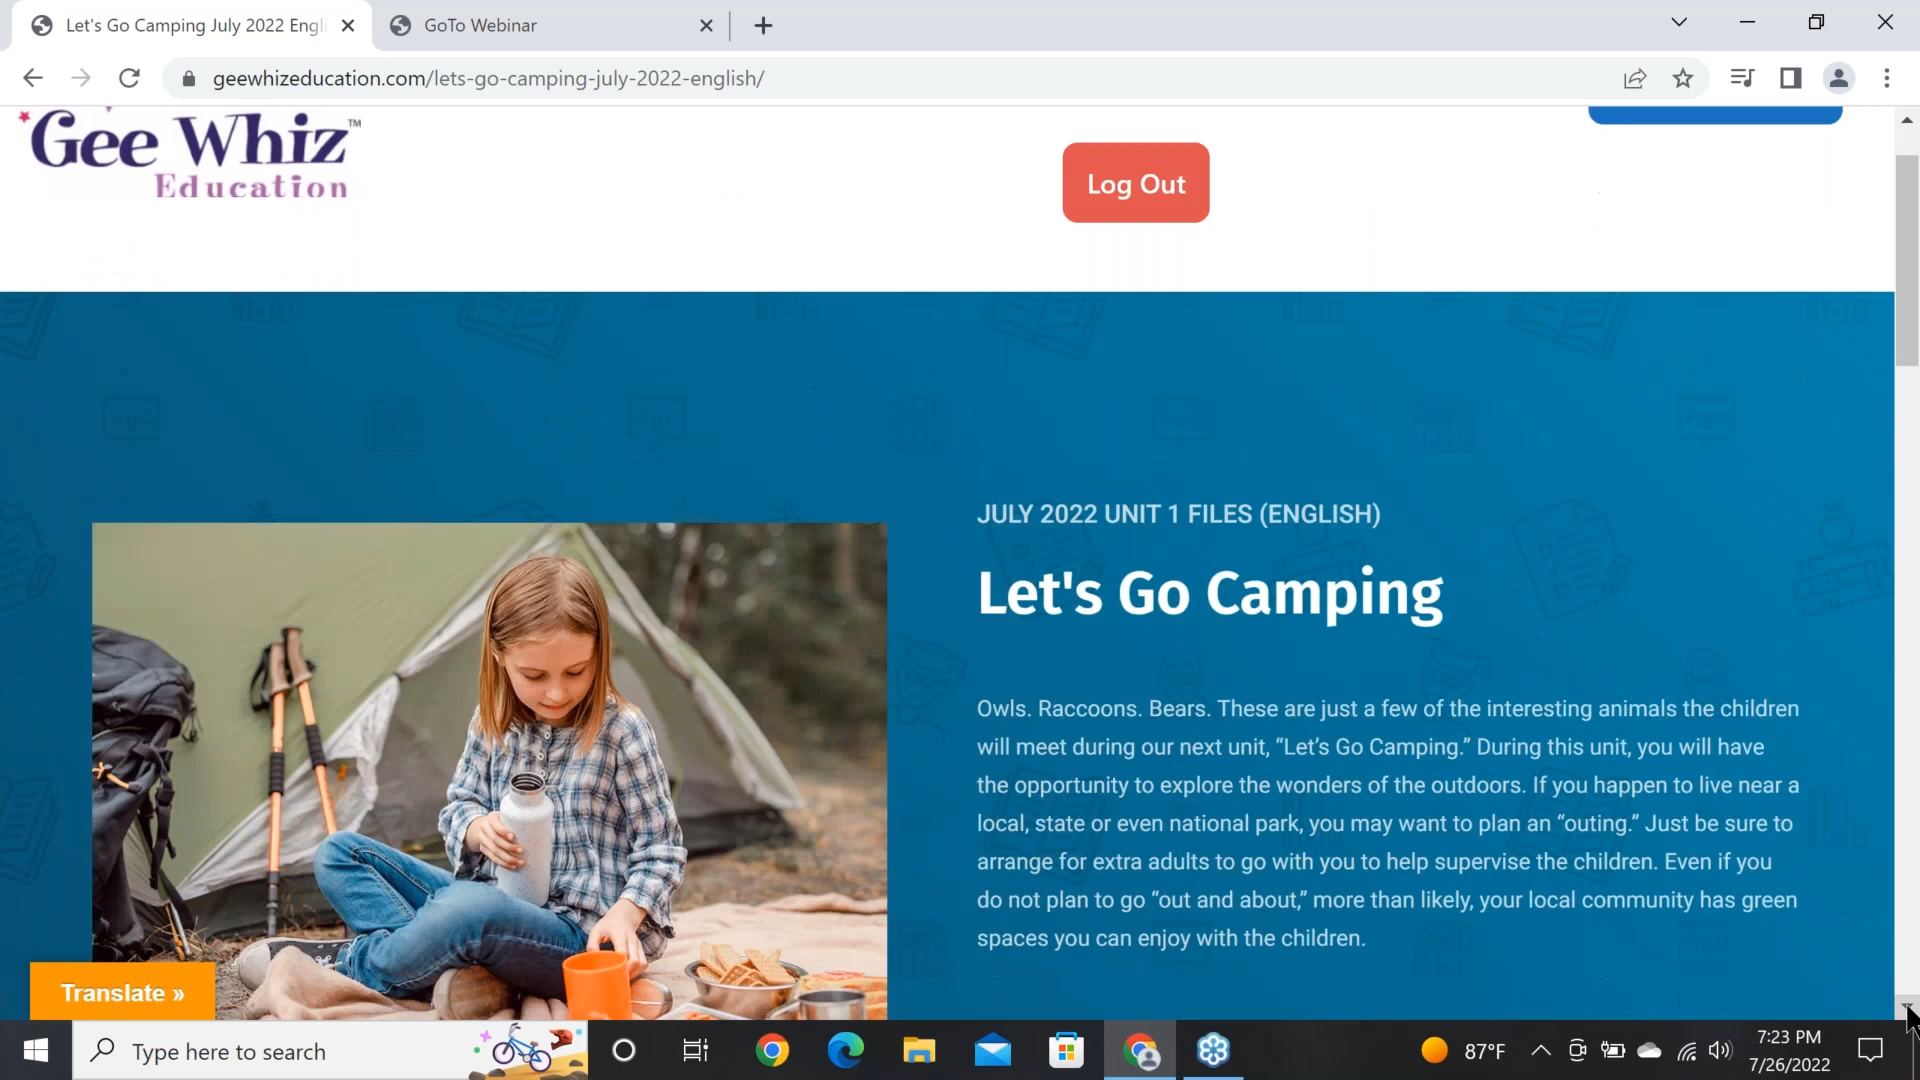 Let's Go Camping July 2022 Engli
GoTo Webinar
geewhizeducation.com/lets-go-camping-july-2022-english/
Gee Whiz™
Education
Log Out
JULY 2022 UNIT 1 FILES (ENGLISH)
Let's Go Camping
Owls. Raccoons. Bears. These are just a few of the interesting animals the children
will meet during our next unit, “Let’s Go Camping.” During this unit, you will have
the opportunity to explore the wonders of the outdoors. If you happen to live near a
local, state or even national park, you may want to plan an “outing.” Just be sure to
arrange for extra adults to go with you to help supervise the children. Even if you
do not plan to go “out and about,” more than likely, your local community has green
spaces you can enjoy with the children.
Translate »
Type here to search
87°F
7:23 PM
7/26/2022